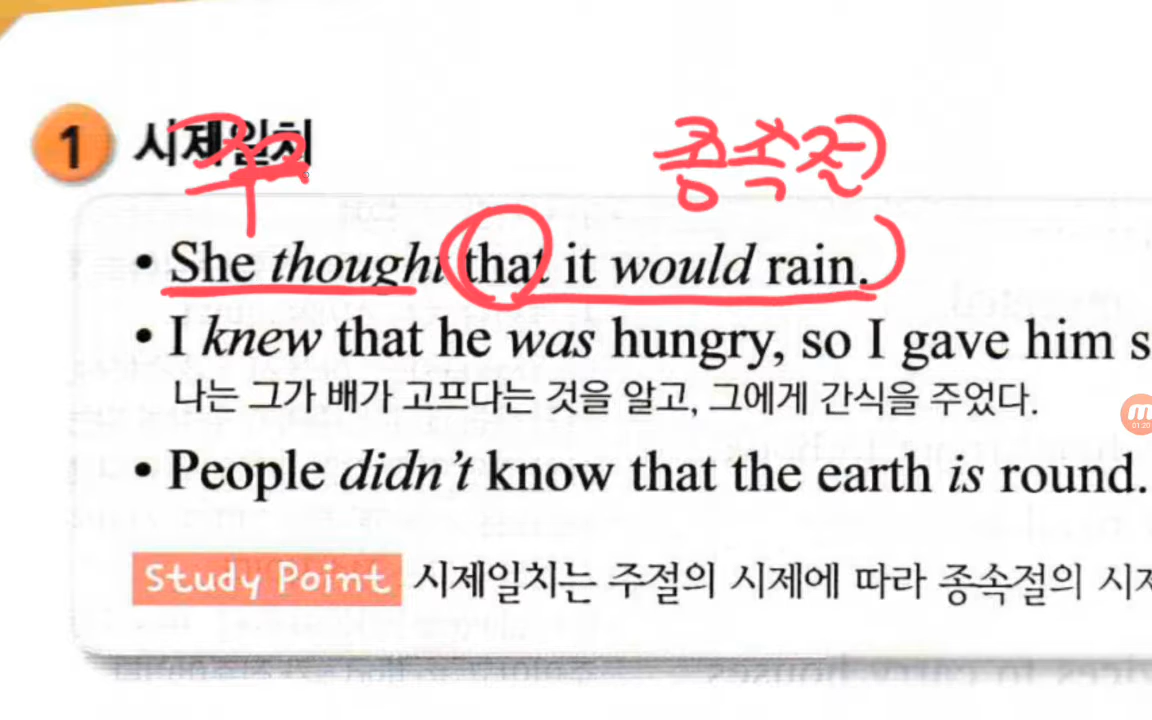 1 시제일치
주
종속절
• She thought that it would rain.
• I knew that he was hungry, so I gave him s
나는 그가 배가 고프다는 것을 알고, 그에게 간식을 주었다.
• People didn't know that the earth is round.
Study Point 시제일치는 주절의 시제에 따라 종속절의 시제
01:20